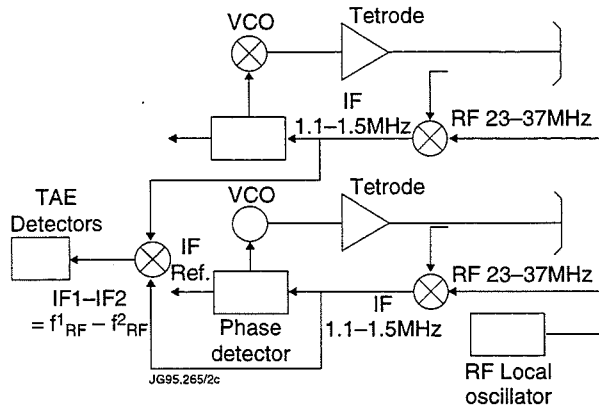 VCO
Tetrode
IF
1.1–1.5MHz
RF 23–37MHz
VCO
Tetrode
TAE
Detectors
IF
Ref.
RF 23–37MHz
IF1–IF2
= f¹RF – f²RF
Phase
detector
IF
1.1–1.5MHz
JG95.265/2c
RF Local
oscillator